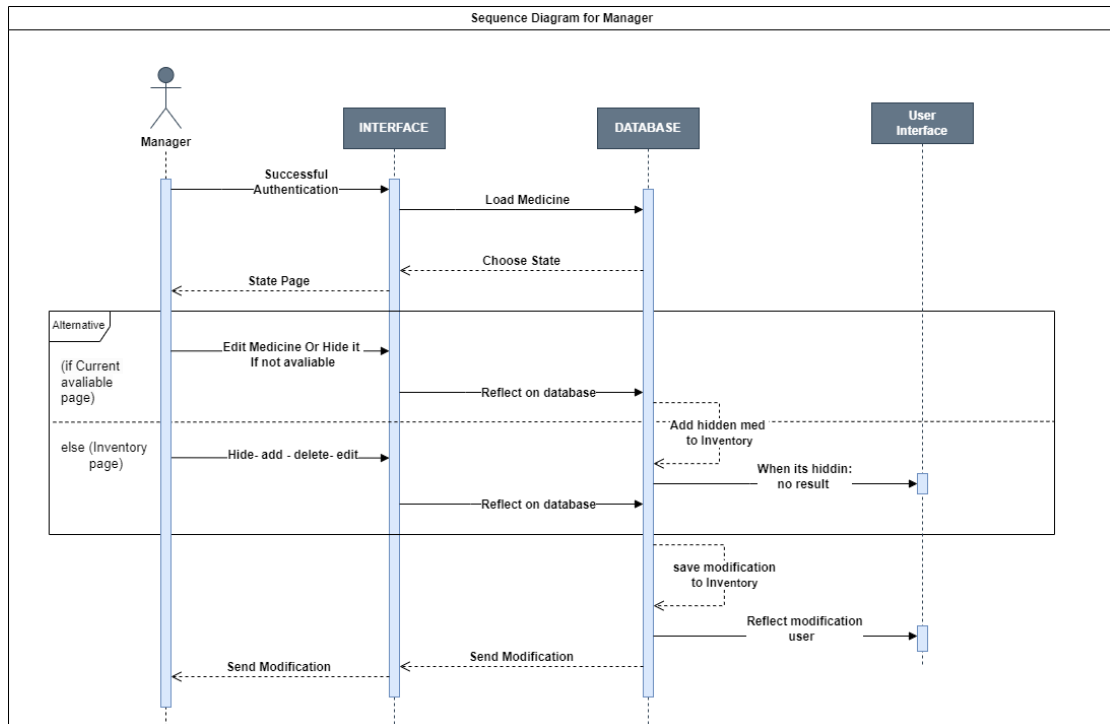 Sequence Diagram for Manager
Manager
INTERFACE
DATABASE
User
Interface
Successful
Authentication
Load Medicine
Choose State
State Page
Alternative
(if Current
avaliable
page)
Edit Medicine Or Hide it
If not avaliable
Reflect on database
Add hidden med
to Inventory
else (Inventory
page)
Hide- add - delete- edit
When its hiddin:
no result
Reflect on database
save modification
to Inventory
Reflect modification
user
Send Modification
Send Modification